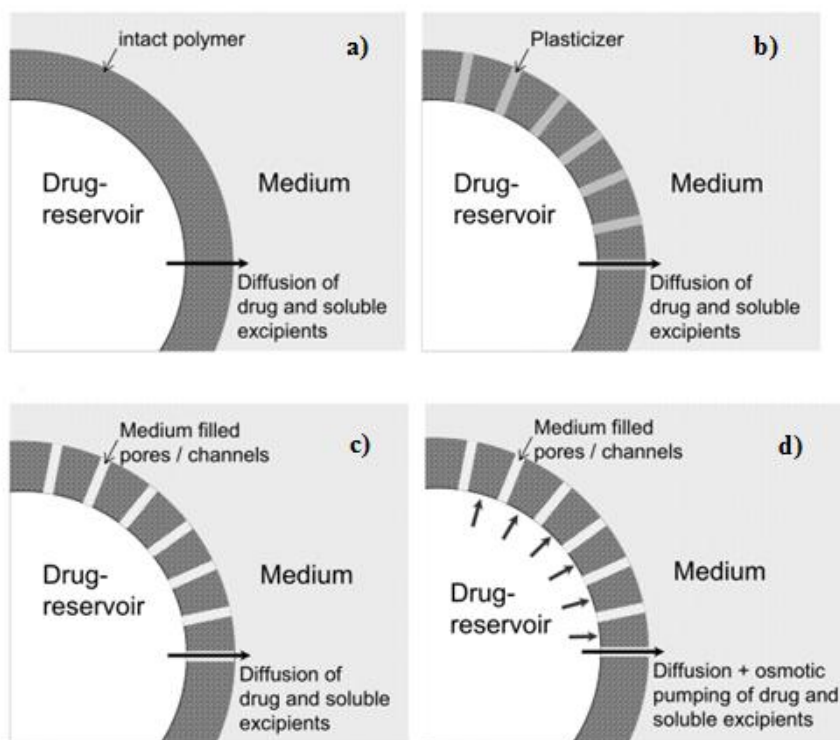 intact polymer
a)
Drug-
reservoir
Medium
Diffusion of
drug and soluble
excipients
Plasticizer
b)
Drug-
reservoir
Medium
Diffusion of
drug and soluble
excipients
Medium filled
pores / channels
c)
Drug-
reservoir
Medium
Diffusion of
drug and soluble
excipients
Medium filled
pores / channels
d)
Drug-
reservoir
Medium
Diffusion + osmotic
pumping of drug and
soluble excipients